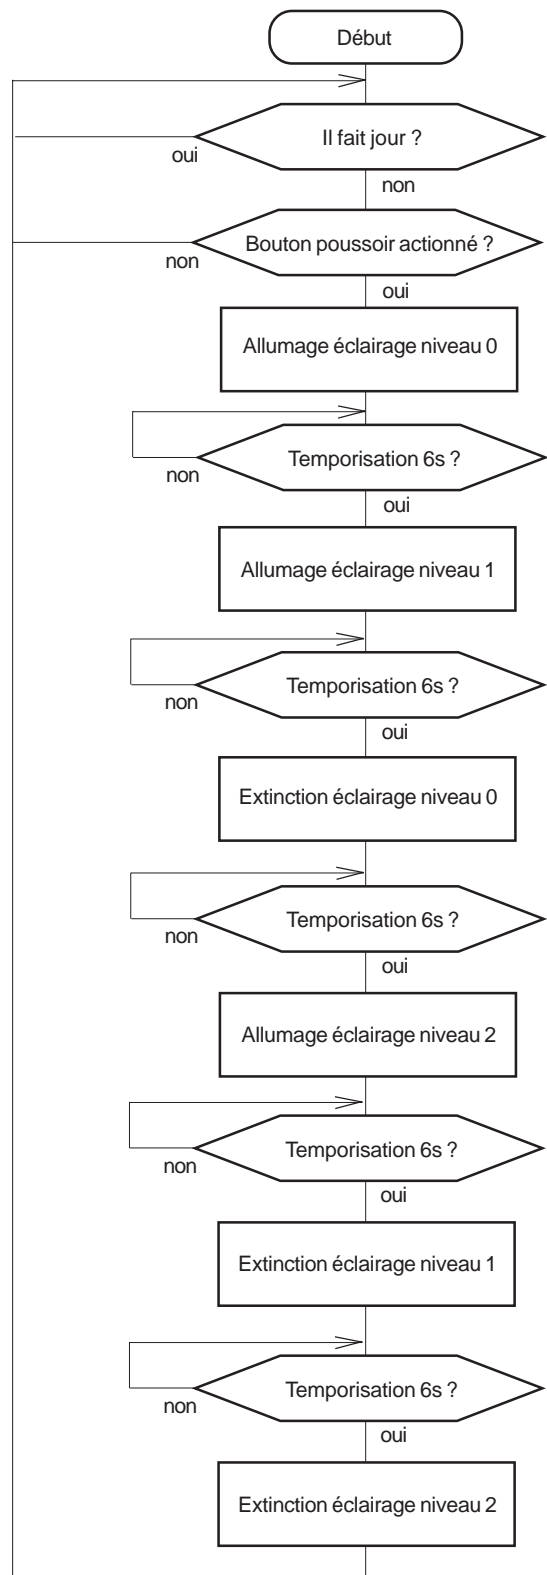 Début
Il fait jour ?
oui
non
Bouton poussoir actionné ?
non
oui
Allumage éclairage niveau 0
Temporisation 6s ?
non
oui
Allumage éclairage niveau 1
Temporisation 6s ?
non
oui
Extinction éclairage niveau 0
Temporisation 6s ?
non
oui
Allumage éclairage niveau 2
Temporisation 6s ?
non
oui
Extinction éclairage niveau 1
Temporisation 6s ?
non
oui
Extinction éclairage niveau 2